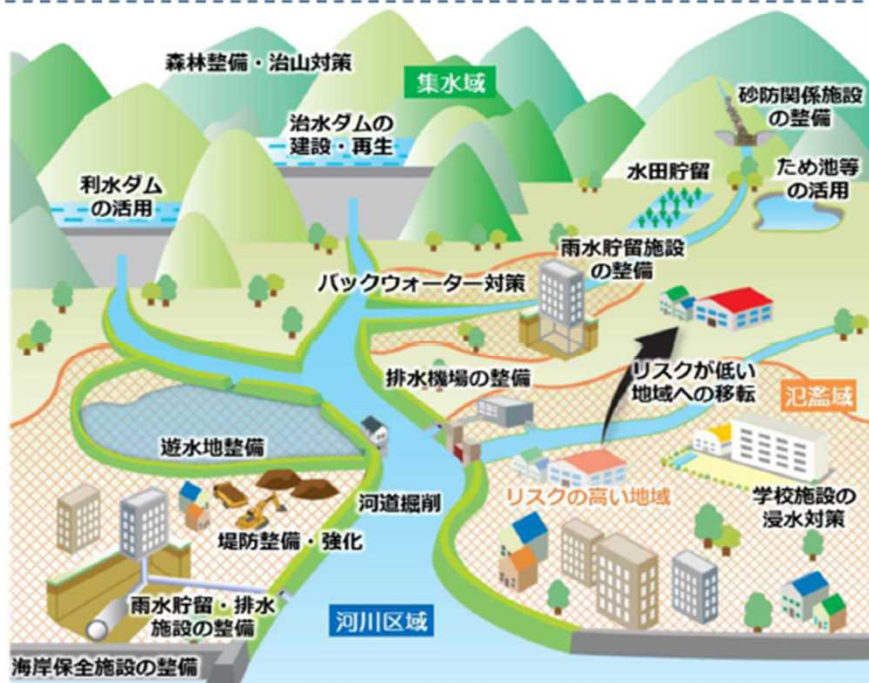 森林整備・治山対策
集水域
砂防関係施設
の整備
治水ダムの
建設・再生
利水ダム
の活用
水田貯留
ため池等
の活用
雨水貯留施設
の整備
バックウォーター対策
排水機場の整備
リスクが低い
地域への移転
氾濫域
遊水地整備
河道掘削
リスクの高い地域
学校施設の
浸水対策
堤防整備・強化
雨水貯留・排水
施設の整備
河川区域
海岸保全施設の整備